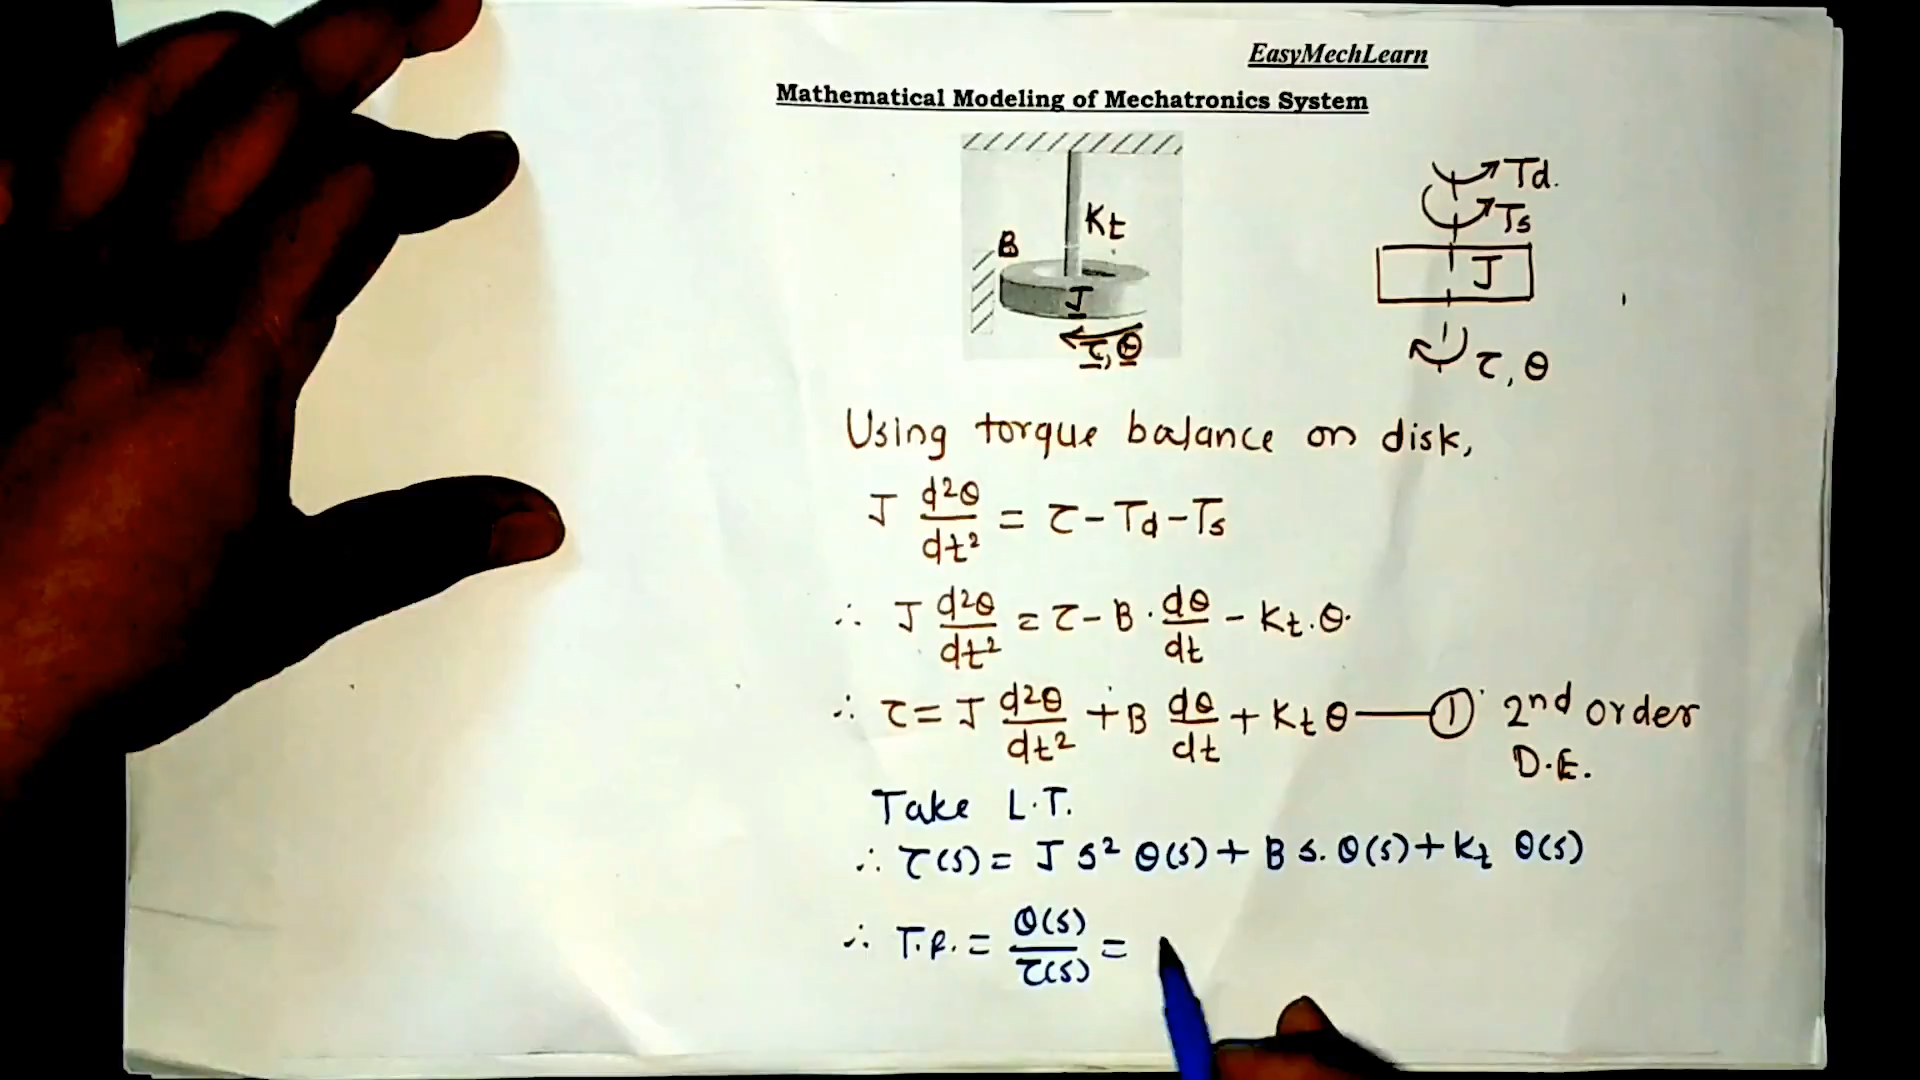 EasyMechLearn
Mathematical Modeling of Mechatronics System
Td.
Ts
Kt
B
J
J
τ, θ
τ, θ
Using torque balance on disk,
J d²θ/dt² = τ - Td - Ts
∴ J d²θ/dt² = τ - B · dθ/dt - Kt . θ.
∴ τ = J d²θ/dt² + B dθ/dt + Kt θ — ① 2nd order
D.E.
Take L.T.
∴ τ(s) = J s² θ(s) + B s. θ(s) + Kt θ(s)
∴ T.F. = θ(s)/τ(s) =